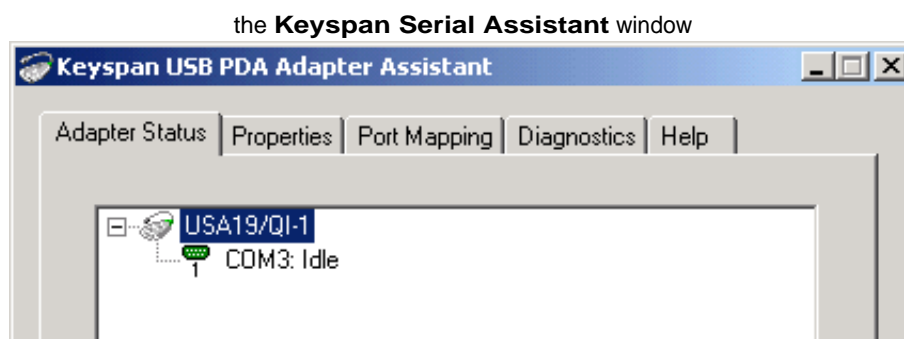 the Keyspan Serial Assistant window
Keyspan USB PDA Adapter Assistant
Adapter Status Properties Port Mapping Diagnostics Help
USA19/QI-1
1 COM3: Idle